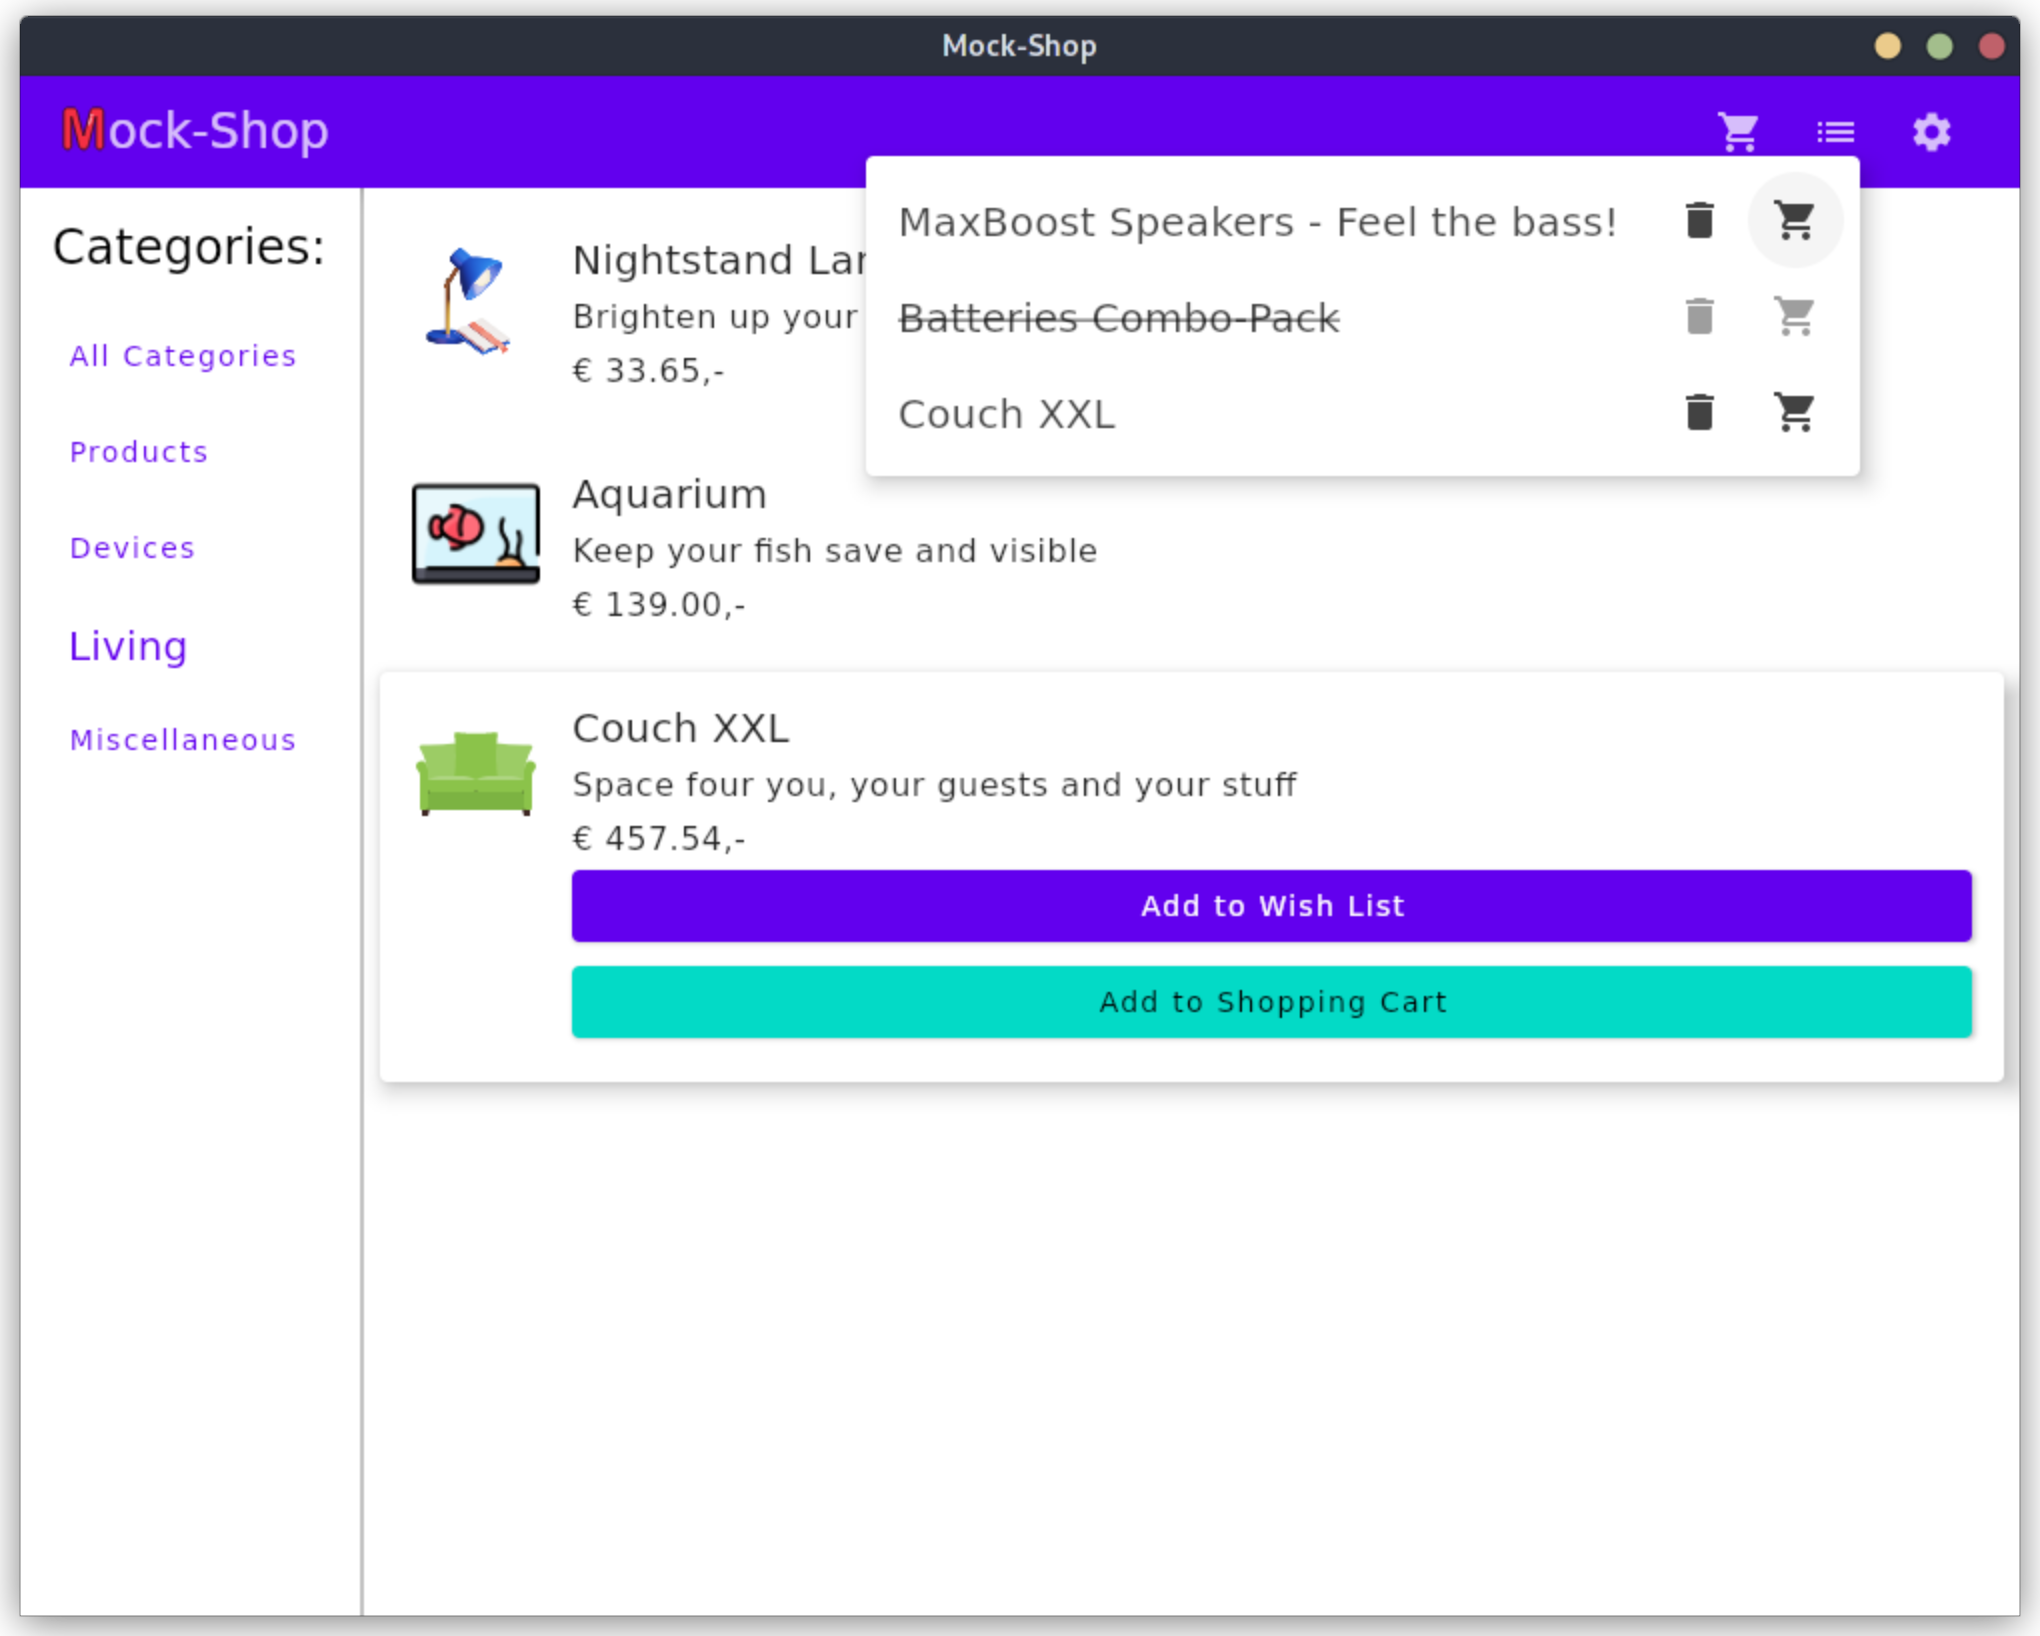 Mock-Shop
Mock-Shop
Categories:
All Categories
Products
Devices
Living
Miscellaneous
MaxBoost Speakers - Feel the bass!
Batteries Combo-Pack
Couch XXL
Nightstand
Brighten up your
€ 33.65,-
Aquarium
Keep your fish save and visible
€ 139.00,-
Couch XXL
Space four you, your guests and your stuff
€ 457.54,-
Add to Wish List
Add to Shopping Cart